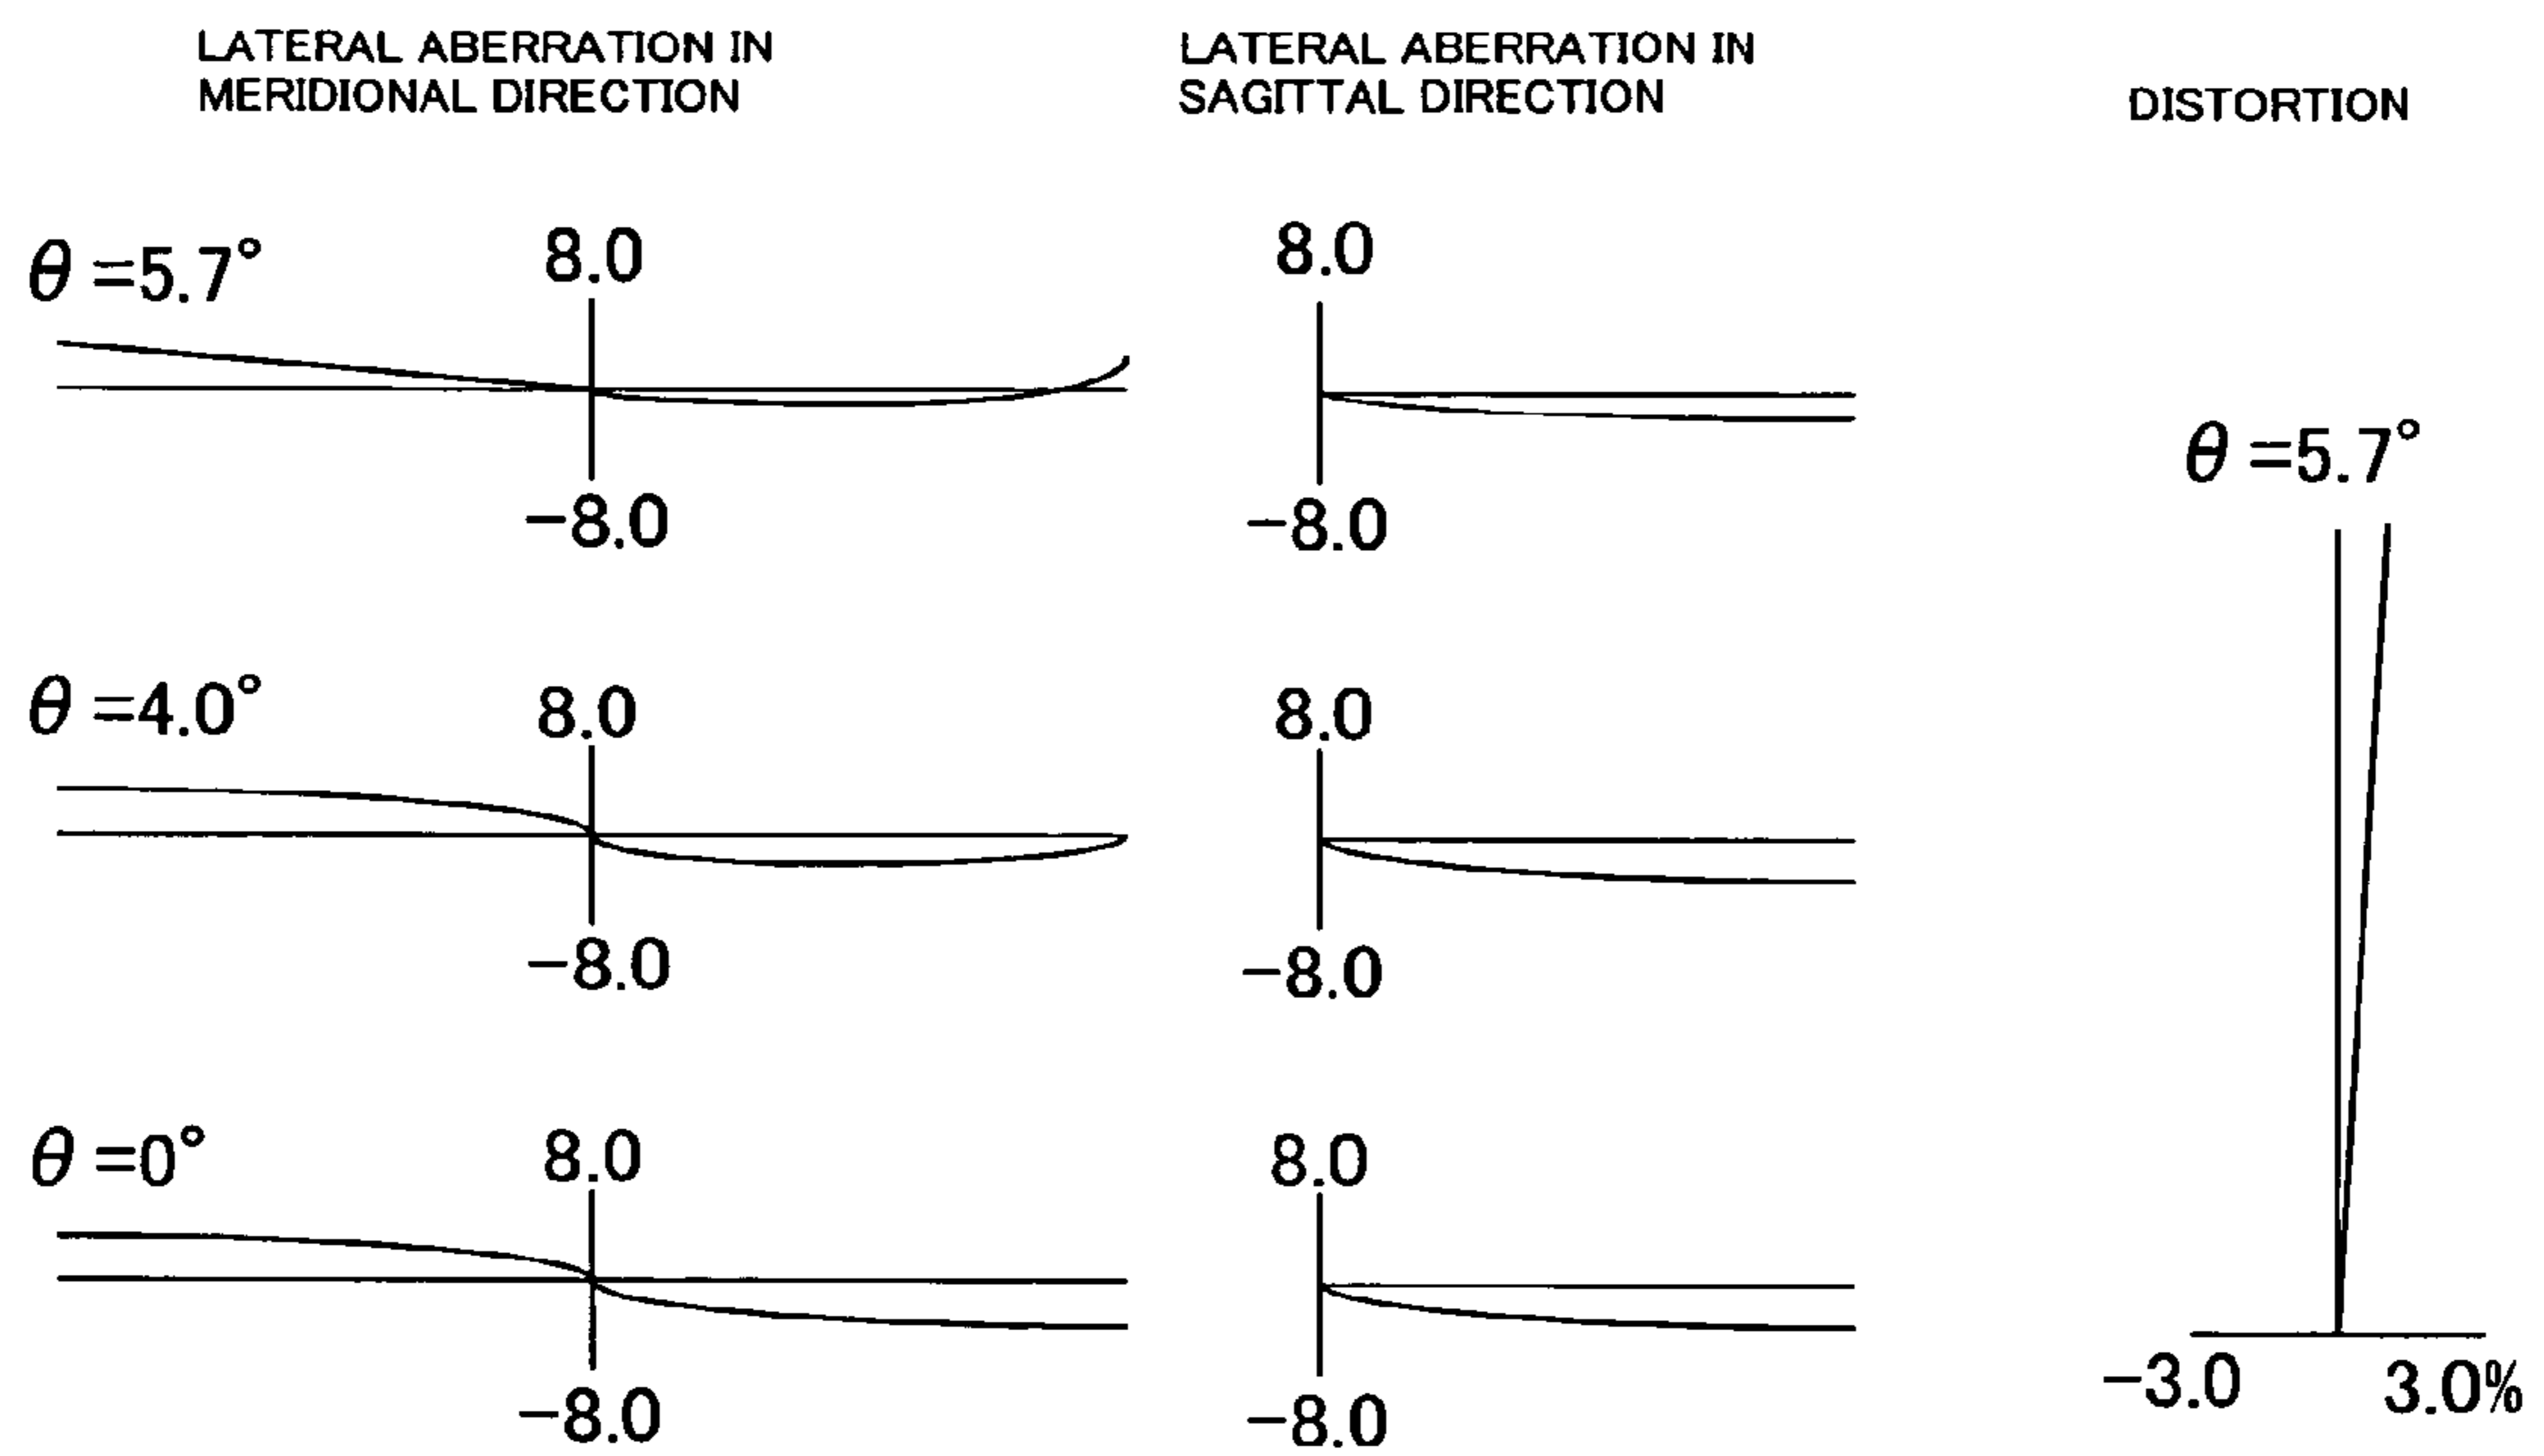 LATERAL ABERRATION IN
MERIDIONAL DIRECTION
LATERAL ABERRATION IN
SAGITTAL DIRECTION
DISTORTION
θ=5.7°
8.0
-8.0
8.0
-8.0
θ=5.7°
θ=4.0°
8.0
-8.0
8.0
-8.0
θ=0°
8.0
-8.0
8.0
-8.0
-3.0
3.0%